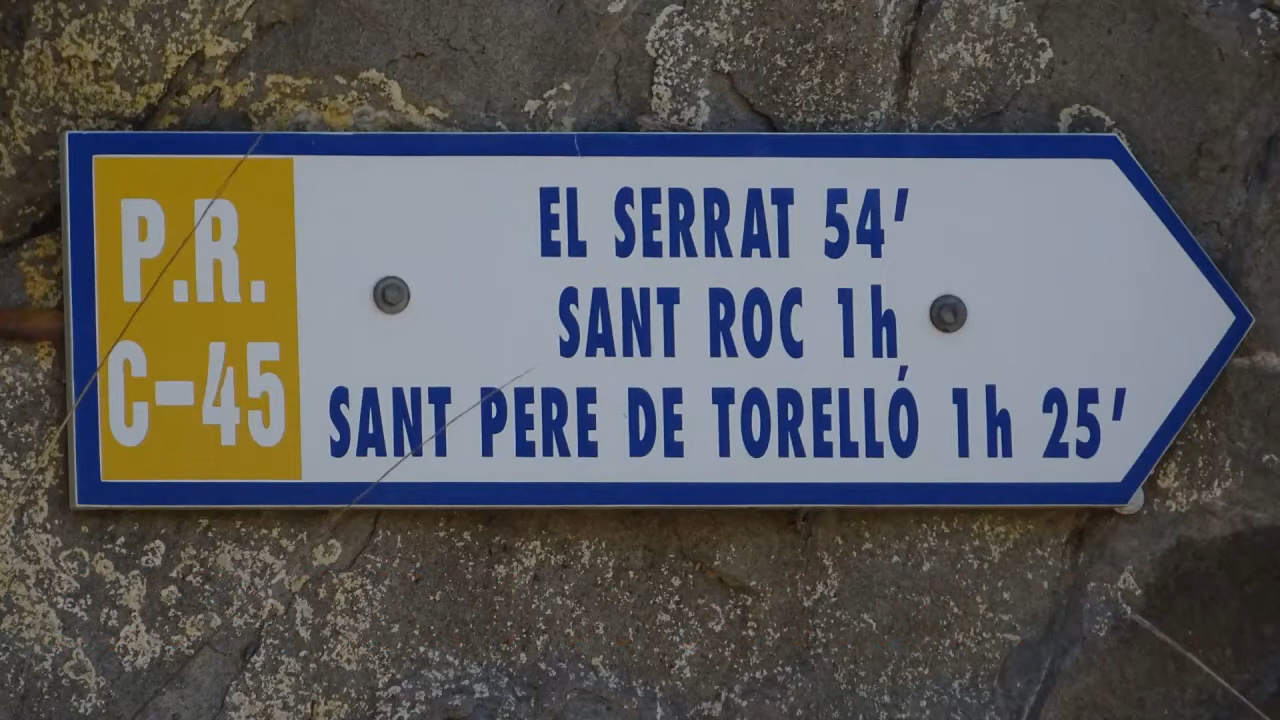 P.R.
C-45
EL SERRAT 54'
SANT ROC 1h
SANT PERE DE TORELLÓ 1h 25'